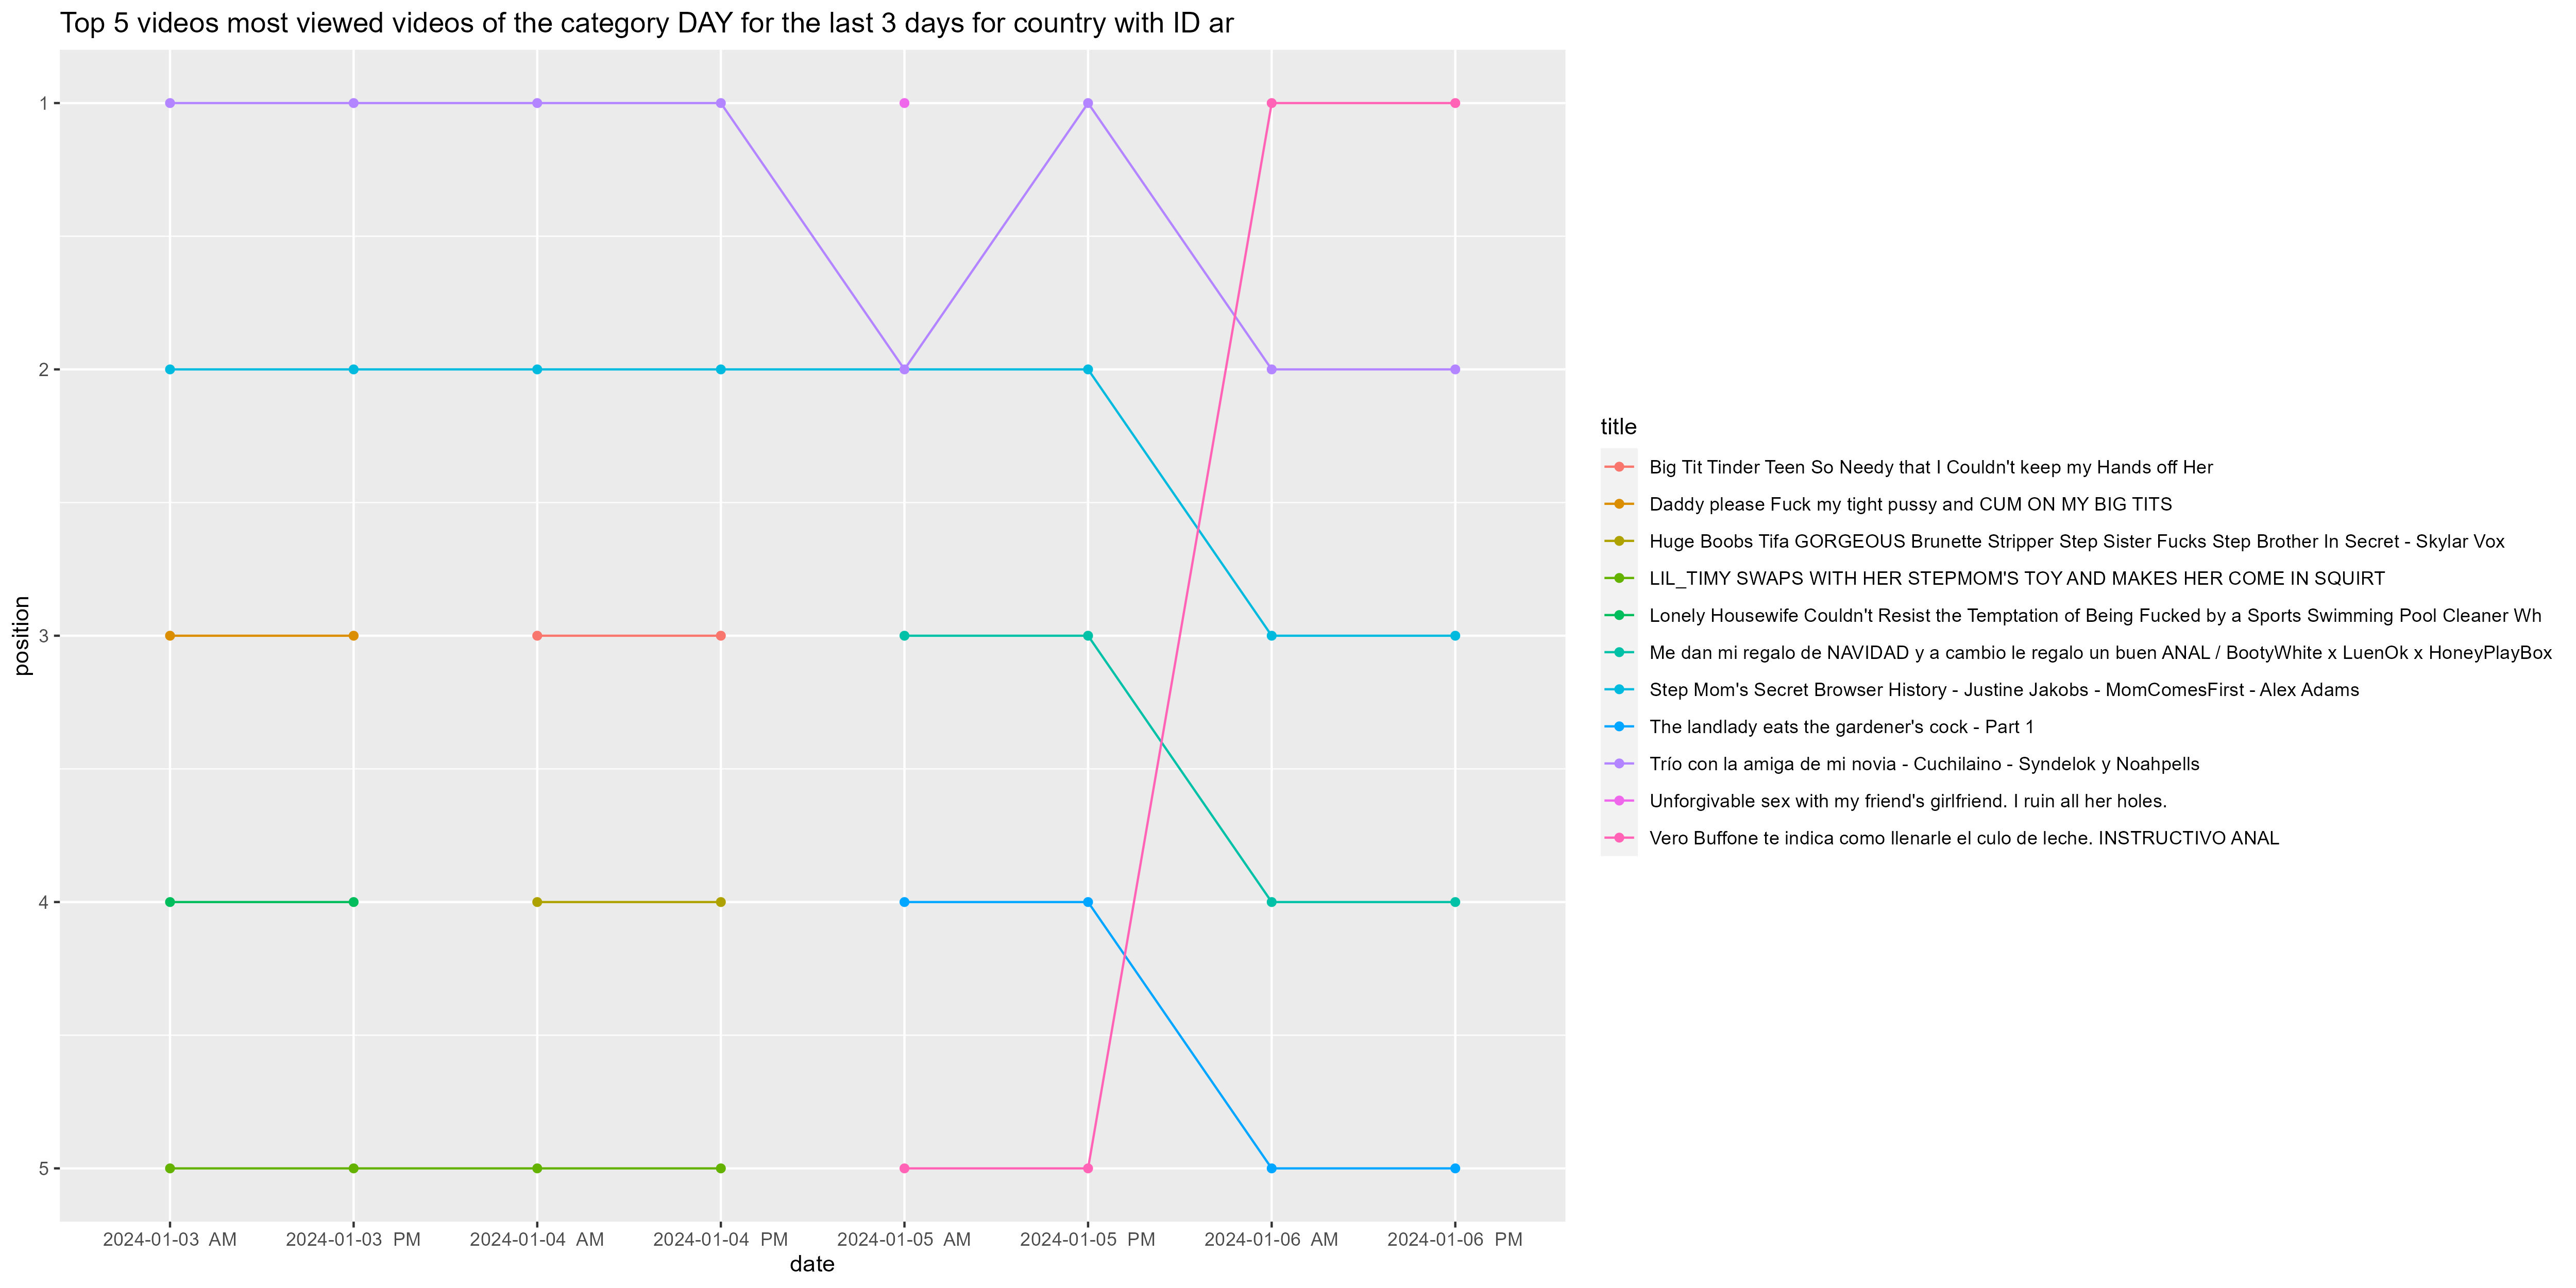 Top 5 videos most viewed videos of the category DAY for the last 3 days for country with ID ar
position
1
2
3
4
5
2024-01-03 AM
2024-01-03 PM
2024-01-04 AM
2024-01-04 PM
2024-01-05 AM
2024-01-05 PM
2024-01-06 AM
2024-01-06 PM
date
title
Big Tit Tinder Teen So Needy that I Couldn't keep my Hands off Her
Daddy please Fuck my tight pussy and CUM ON MY BIG TITS
Huge Boobs Tifa GORGEOUS Brunette Stripper Step Sister Fucks Step Brother In Secret - Skylar Vox
LIL_TIMY SWAPS WITH HER STEPMOM'S TOY AND MAKES HER COME IN SQUIRT
Lonely Housewife Couldn't Resist the Temptation of Being Fucked by a Sports Swimming Pool Cleaner Wh
Me dan mi regalo de NAVIDAD y a cambio le regalo un buen ANAL / BootyWhite x LuenOk x HoneyPlayBox
Step Mom's Secret Browser History - Justine Jakobs - MomComesFirst - Alex Adams
The landlady eats the gardener's cock - Part 1
Trío con la amiga de mi novia - Cuchilaino - Syndelok y Noahpells
Unforgivable sex with my friend's girlfriend. I ruin all her holes.
Vero Buffone te indica como llenarle el culo de leche. INSTRUCTIVO ANAL